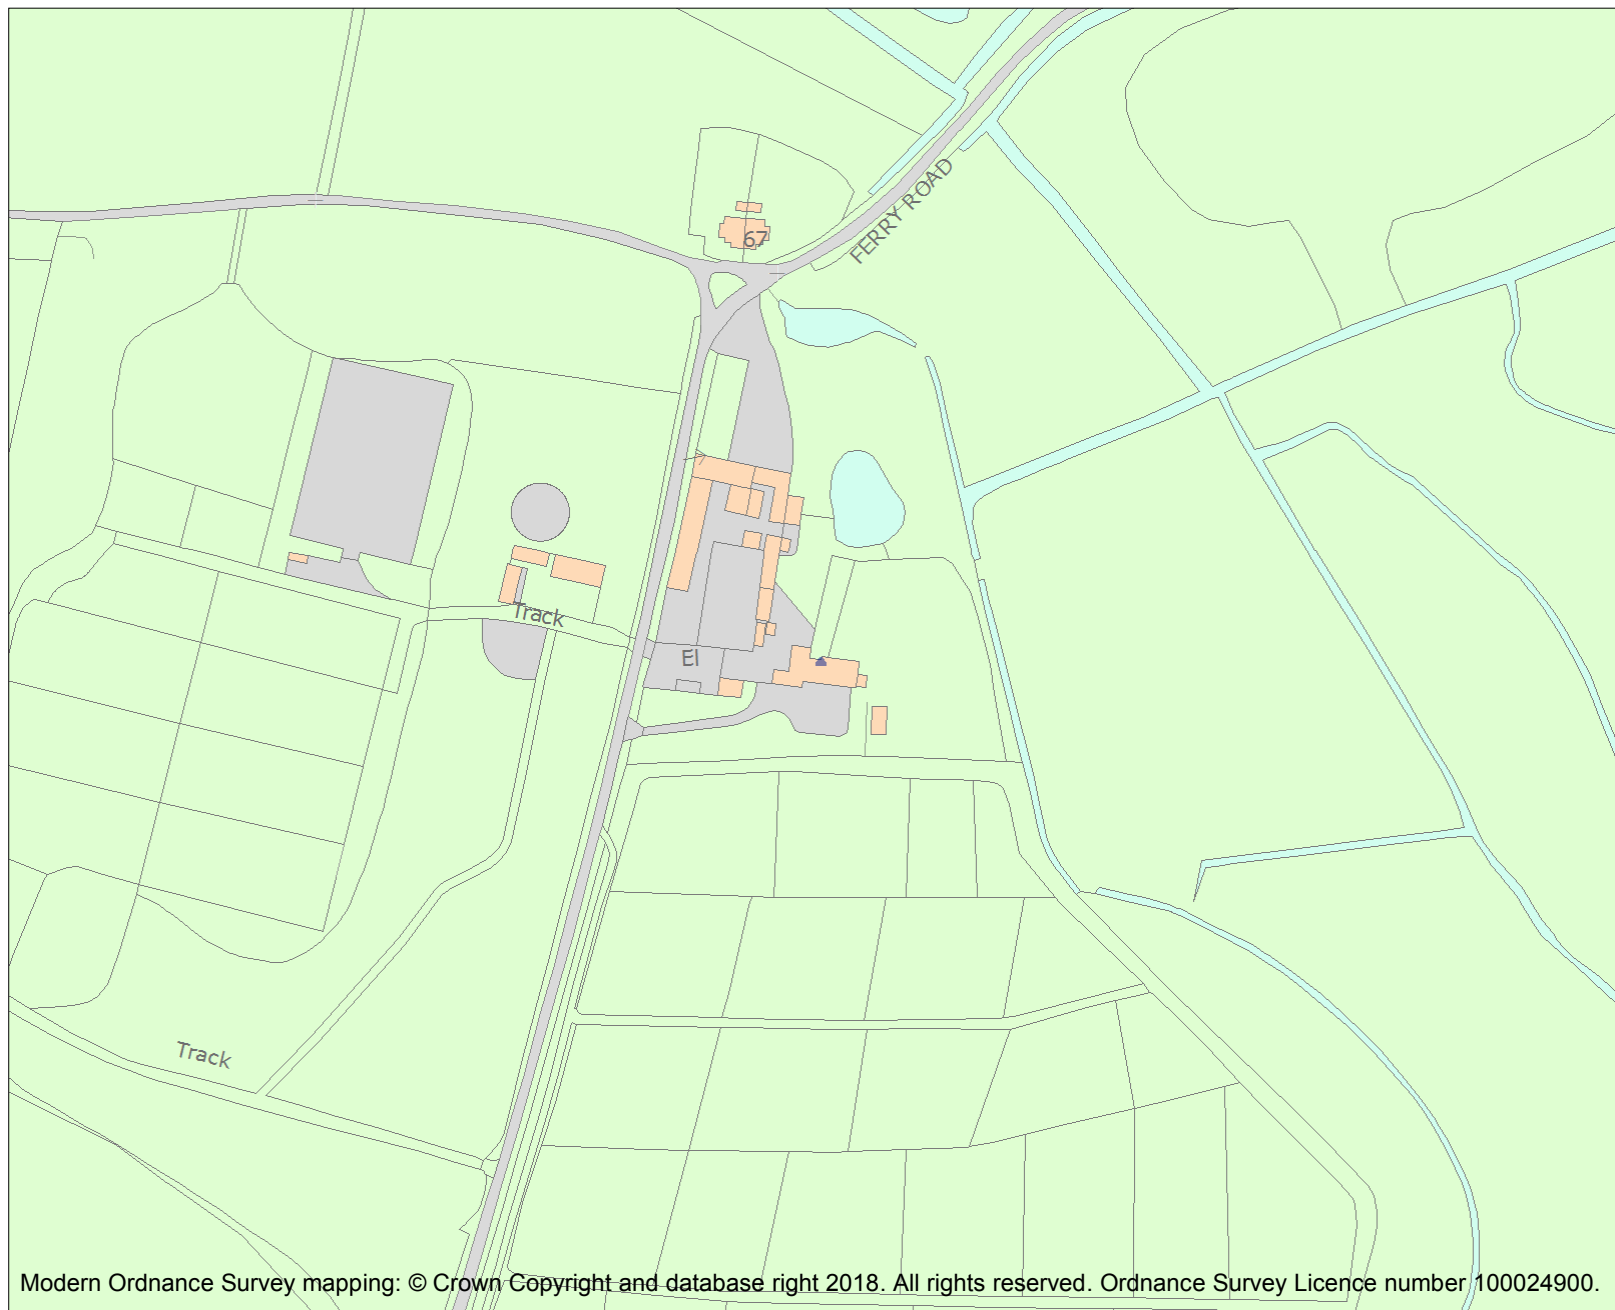 67
FERRY ROAD
Track
El
Track
Modern Ordnance Survey mapping: © Crown Copyright and database right 2018. All rights reserved. Ordnance Survey Licence number 100024900.